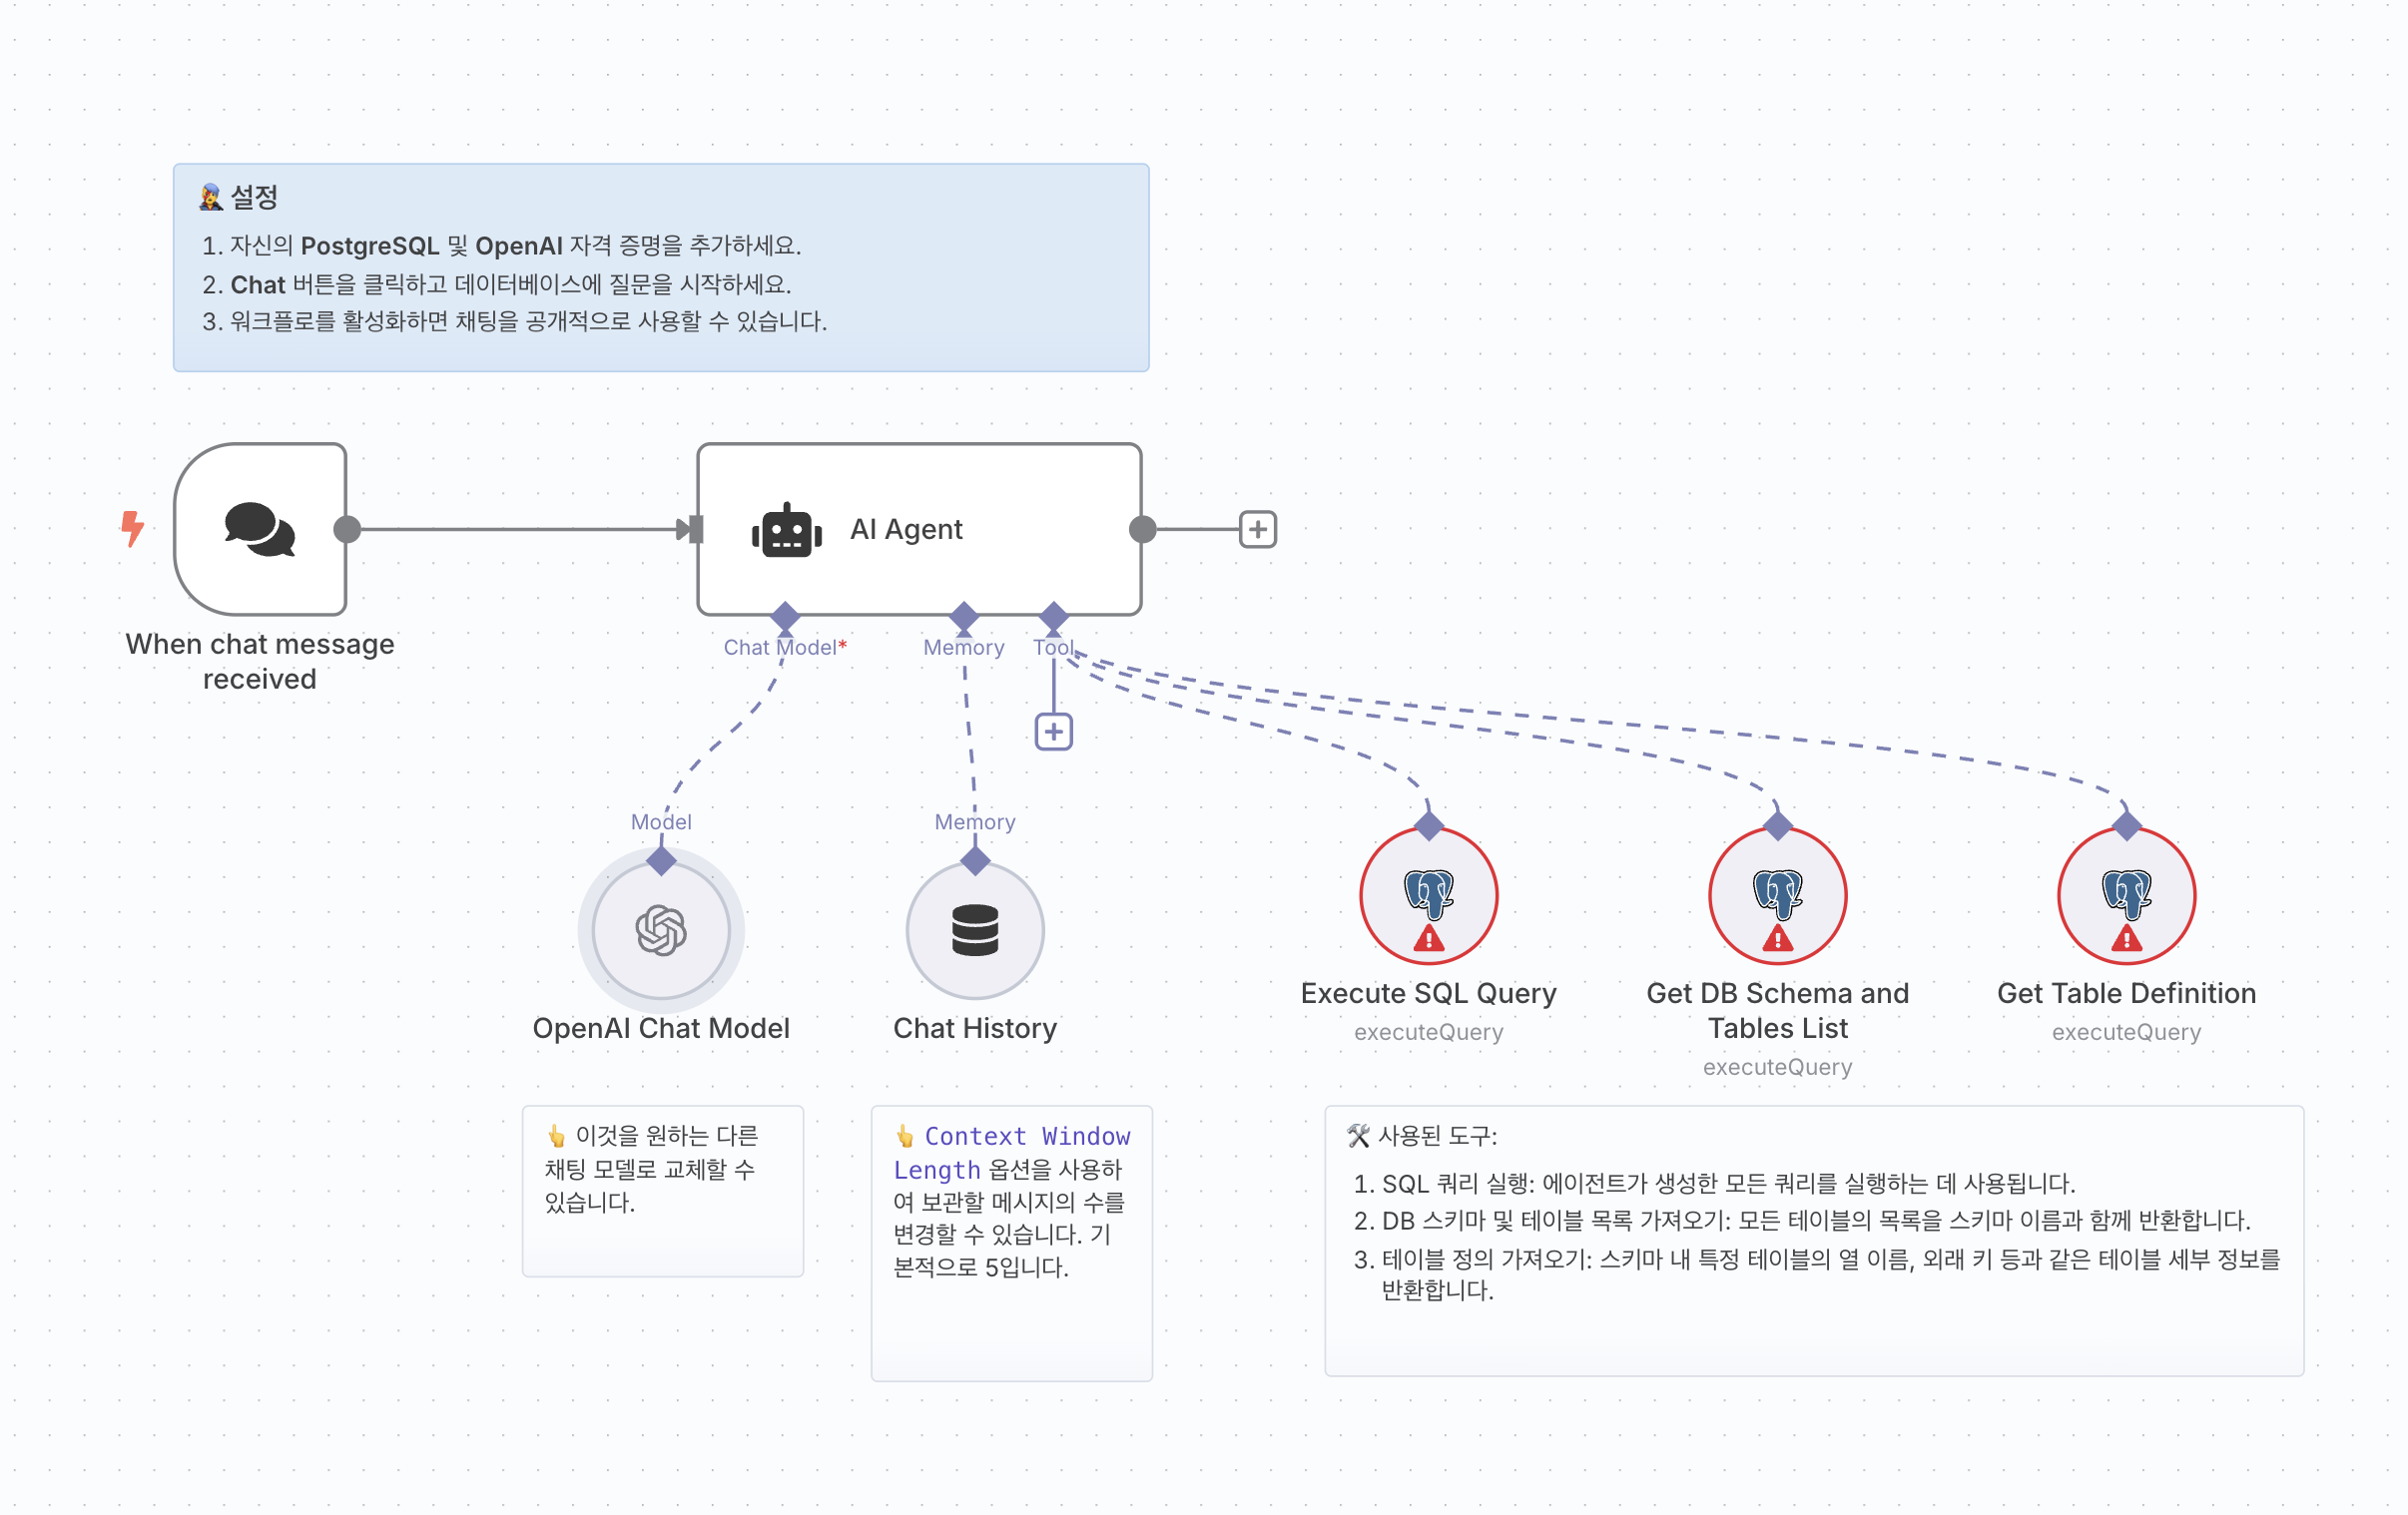 👨‍🎤 설정
1. 자신의 PostgreSQL 및 OpenAI 자격 증명을 추가하세요.
2. Chat 버튼을 클릭하고 데이터베이스에 질문을 시작하세요.
3. 워크플로를 활성화하면 채팅을 공개적으로 사용할 수 있습니다.
When chat message
received
AI Agent
Chat Model*
Memory
Tool
Model
Memory
OpenAI Chat Model
Chat History
Execute SQL Query
executeQuery
Get DB Schema and
Tables List
executeQuery
Get Table Definition
executeQuery
👆 이것을 원하는 다른
채팅 모델로 교체할 수
있습니다.
👆 Context Window
Length 옵션을 사용하
여 보관할 메시지의 수를
변경할 수 있습니다. 기
본적으로 5입니다.
🛠️ 사용된 도구:
1. SQL 쿼리 실행: 에이전트가 생성한 모든 쿼리를 실행하는 데 사용됩니다.
2. DB 스키마 및 테이블 목록 가져오기: 모든 테이블의 목록을 스키마 이름과 함께 반환합니다.
3. 테이블 정의 가져오기: 스키마 내 특정 테이블의 열 이름, 외래 키 등과 같은 테이블 세부 정보를
반환합니다.